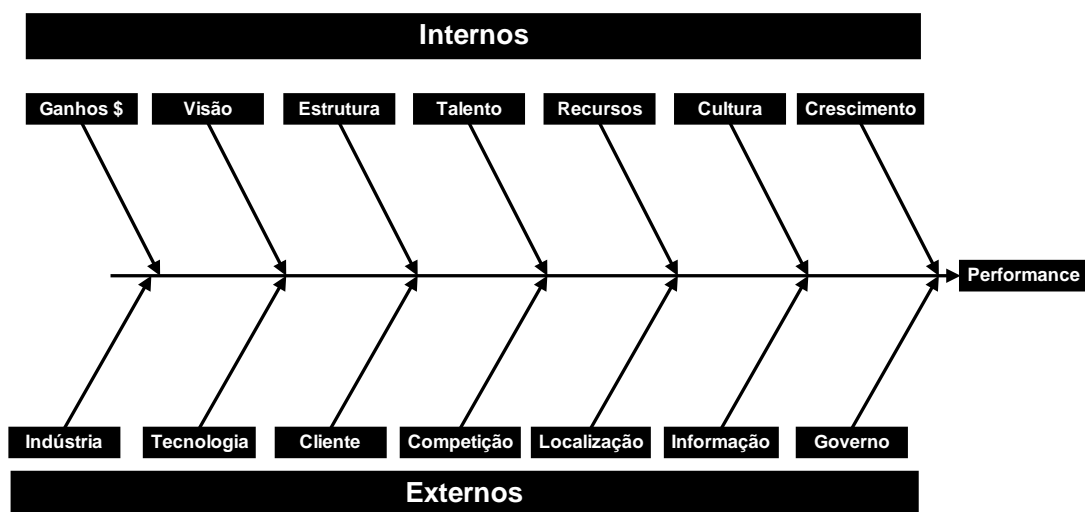 Internos
Ganhos $ Visão Estrutura Talento Recursos Cultura Crescimento
Performance
Indústria Tecnologia Cliente Competição Localização Informação Governo
Externos